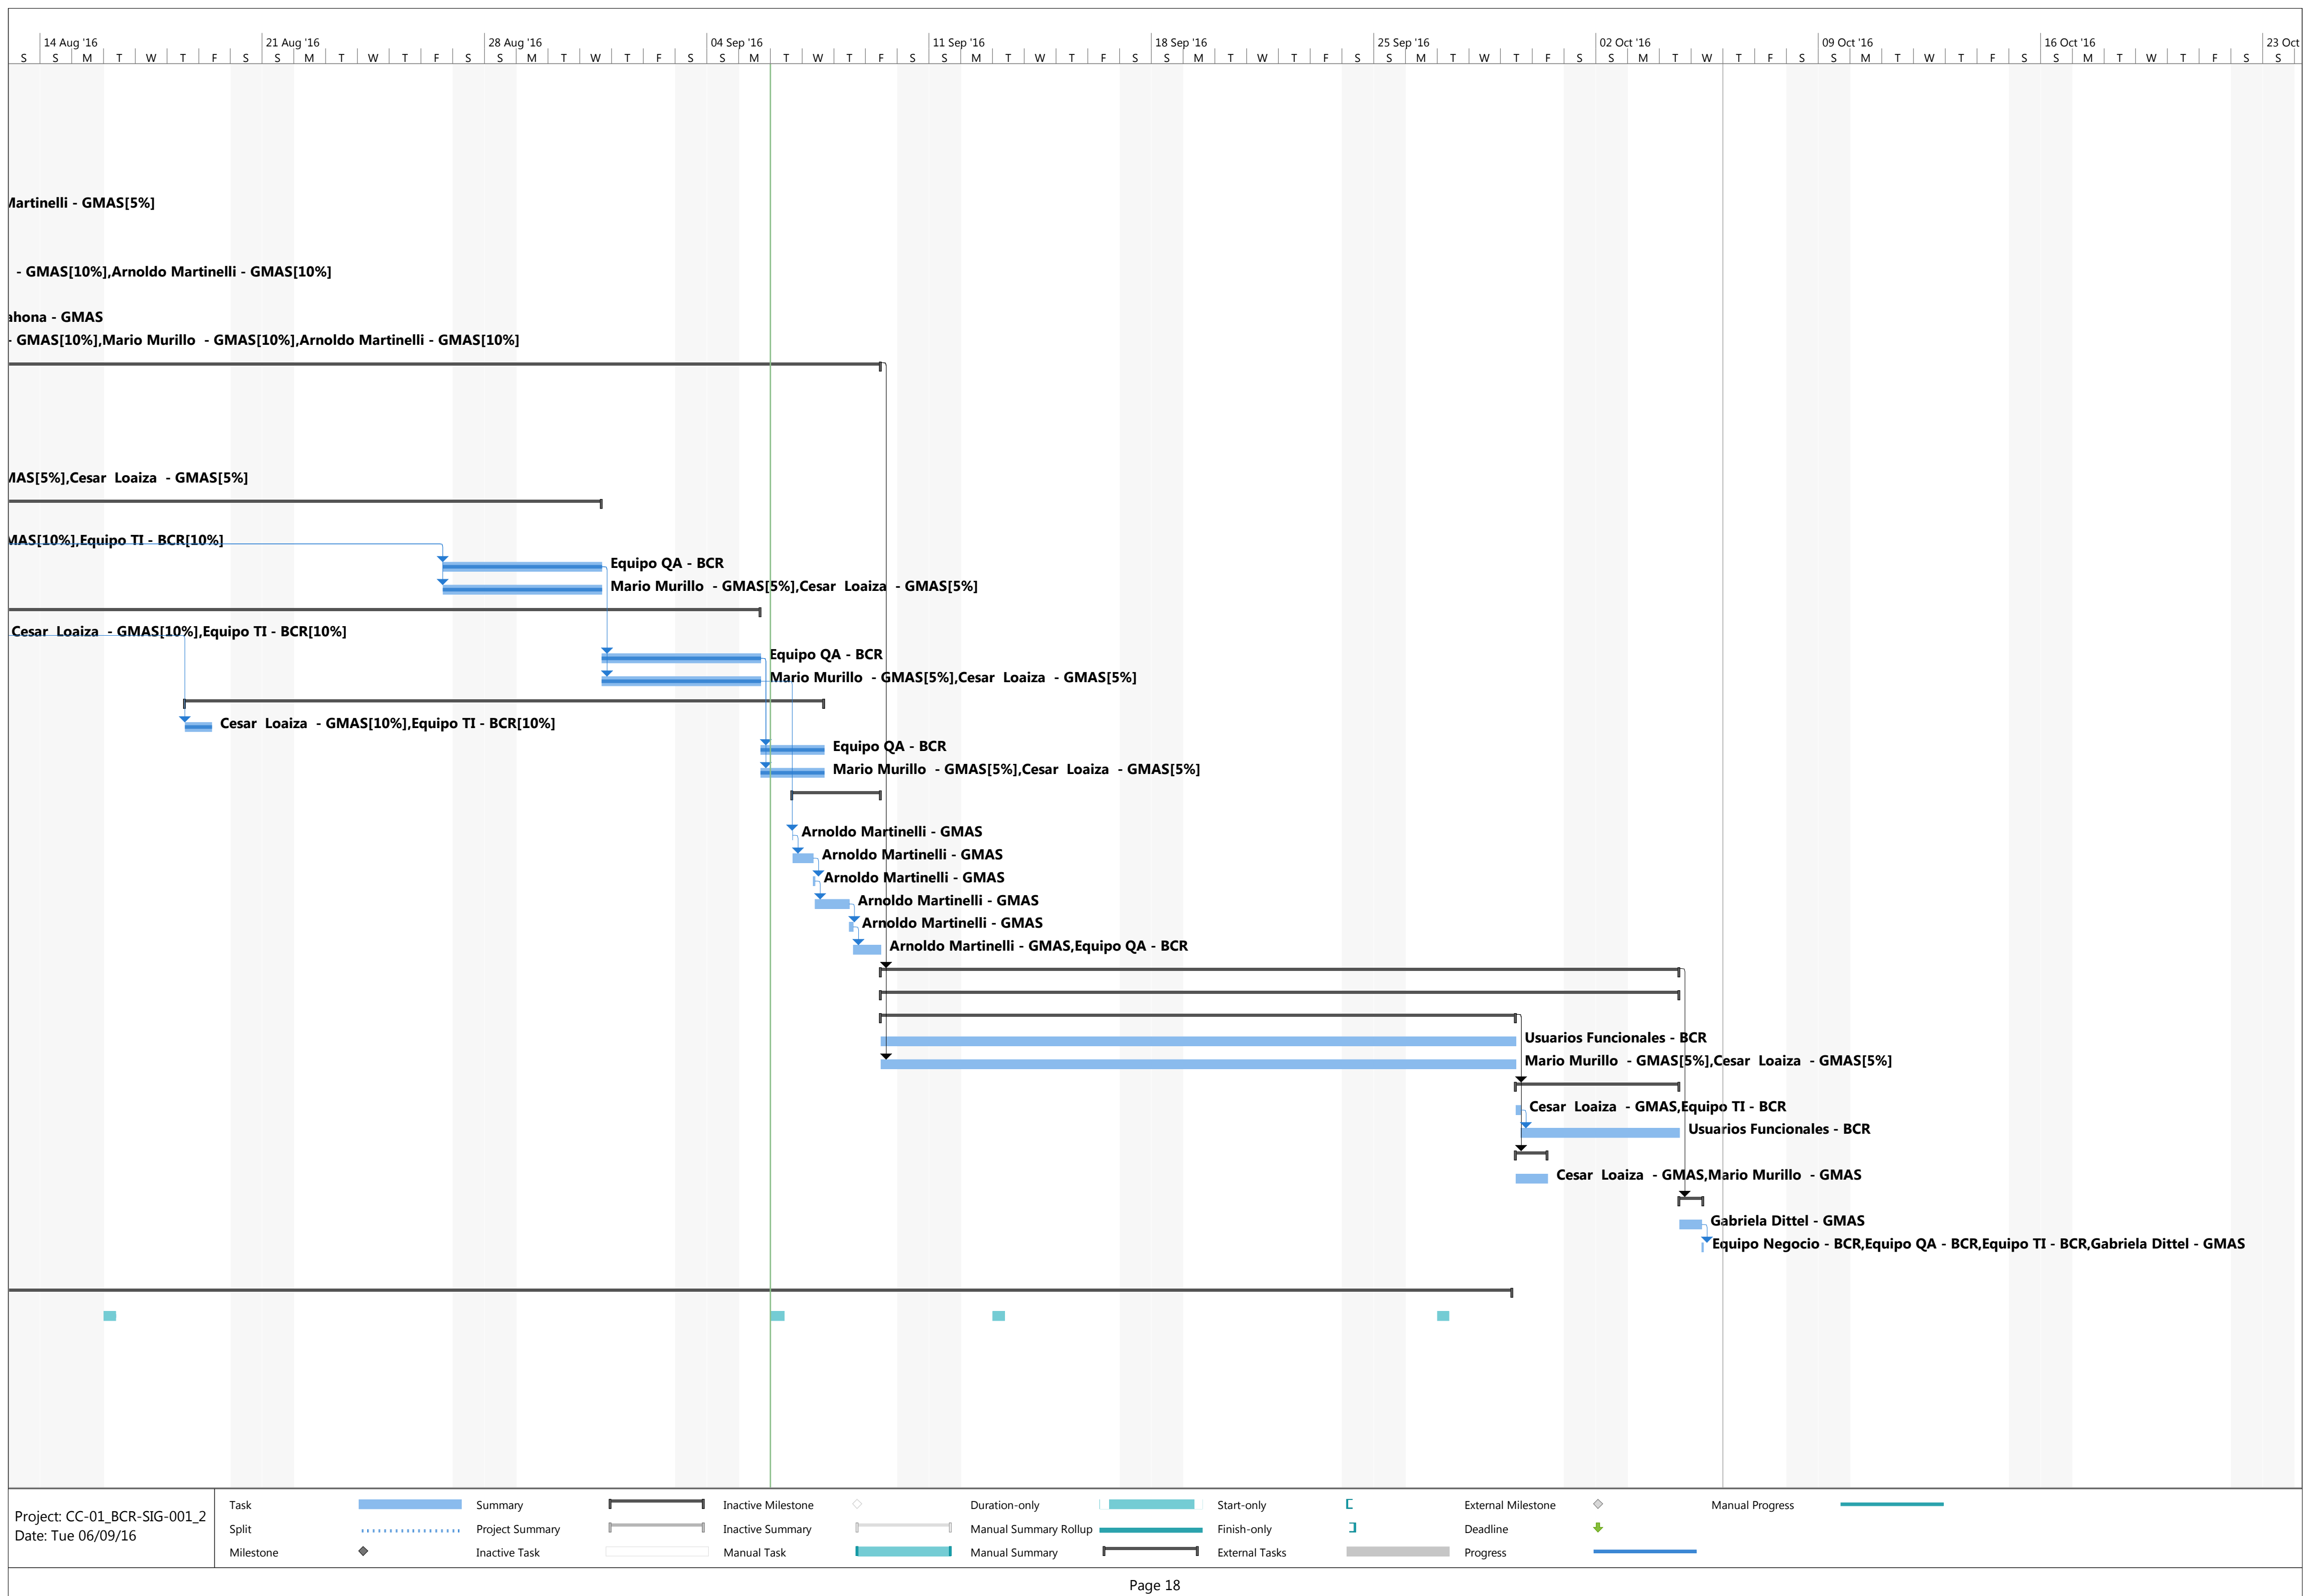 14 Aug '16 21 Aug '16 28 Aug '16 04 Sep '16 11 Sep '16 18 Sep '16 25 Sep '16 02 Oct '16 09 Oct '16 16 Oct '16 23 Oct
S S M T W T F S S M T W T F S S M T W T F S S M T W T F S S M T W T F S S M T W T F S S M T W T F S S M T W T F S S M T W T F S S M T W T F S S
Martinelli - GMAS[5%]
- GMAS[10%],Arnoldo Martinelli - GMAS[10%]
ahona - GMAS
- GMAS[10%],Mario Murillo - GMAS[10%],Arnoldo Martinelli - GMAS[10%]
MAS[5%],Cesar Loaiza - GMAS[5%]
MAS[10%],Equipo TI - BCR[10%]
Equipo QA - BCR
Mario Murillo - GMAS[5%],Cesar Loaiza - GMAS[5%]
Cesar Loaiza - GMAS[10%],Equipo TI - BCR[10%]
Equipo QA - BCR
Mario Murillo - GMAS[5%],Cesar Loaiza - GMAS[5%]
Cesar Loaiza - GMAS[10%],Equipo TI - BCR[10%]
Equipo QA - BCR
Mario Murillo - GMAS[5%],Cesar Loaiza - GMAS[5%]
Arnoldo Martinelli - GMAS
Arnoldo Martinelli - GMAS
Arnoldo Martinelli - GMAS
Arnoldo Martinelli - GMAS
Arnoldo Martinelli - GMAS
Arnoldo Martinelli - GMAS,Equipo QA - BCR
Usuarios Funcionales - BCR
Mario Murillo - GMAS[5%],Cesar Loaiza - GMAS[5%]
Cesar Loaiza - GMAS,Equipo TI - BCR
Usuarios Funcionales - BCR
Cesar Loaiza - GMAS,Mario Murillo - GMAS
Gabriela Dittel - GMAS
Equipo Negocio - BCR,Equipo QA - BCR,Equipo TI - BCR,Gabriela Dittel - GMAS
Project: CC-01_BCR-SIG-001_2
Date: Tue 06/09/16
Task Summary Inactive Milestone Duration-only Start-only External Milestone Manual Progress
Split Project Summary Inactive Summary Manual Summary Rollup Finish-only Deadline
Milestone Inactive Task Manual Task Manual Summary External Tasks Progress
Page 18